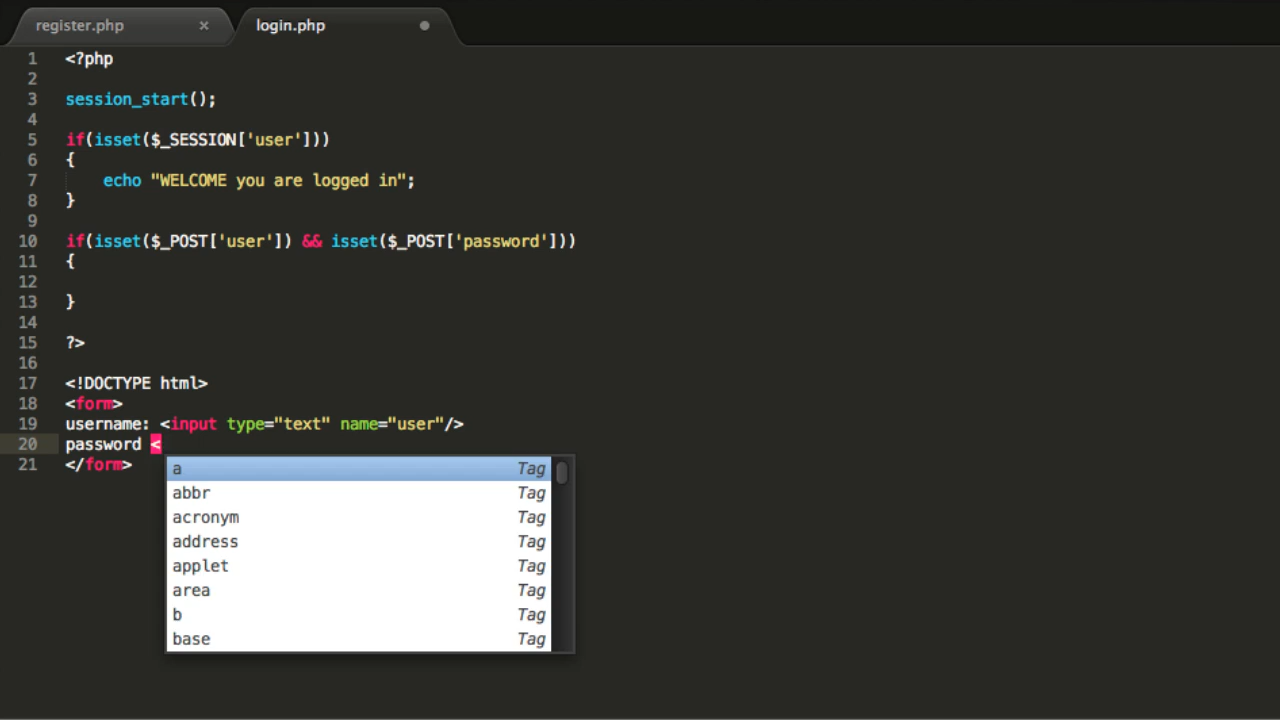 register.php × login.php
1 <?php
2
3 session_start();
4
5 if(isset($_SESSION['user']))
6 {
7 echo "WELCOME you are logged in";
8 }
9
10 if(isset($_POST['user']) && isset($_POST['password']))
11 {
12
13 }
14
15 ?>
16
17 <!DOCTYPE html>
18 <form>
19 username: <input type="text" name="user"/>
20 password <
21 </form>
a Tag
abbr Tag
acronym Tag
address Tag
applet Tag
area Tag
b Tag
base Tag